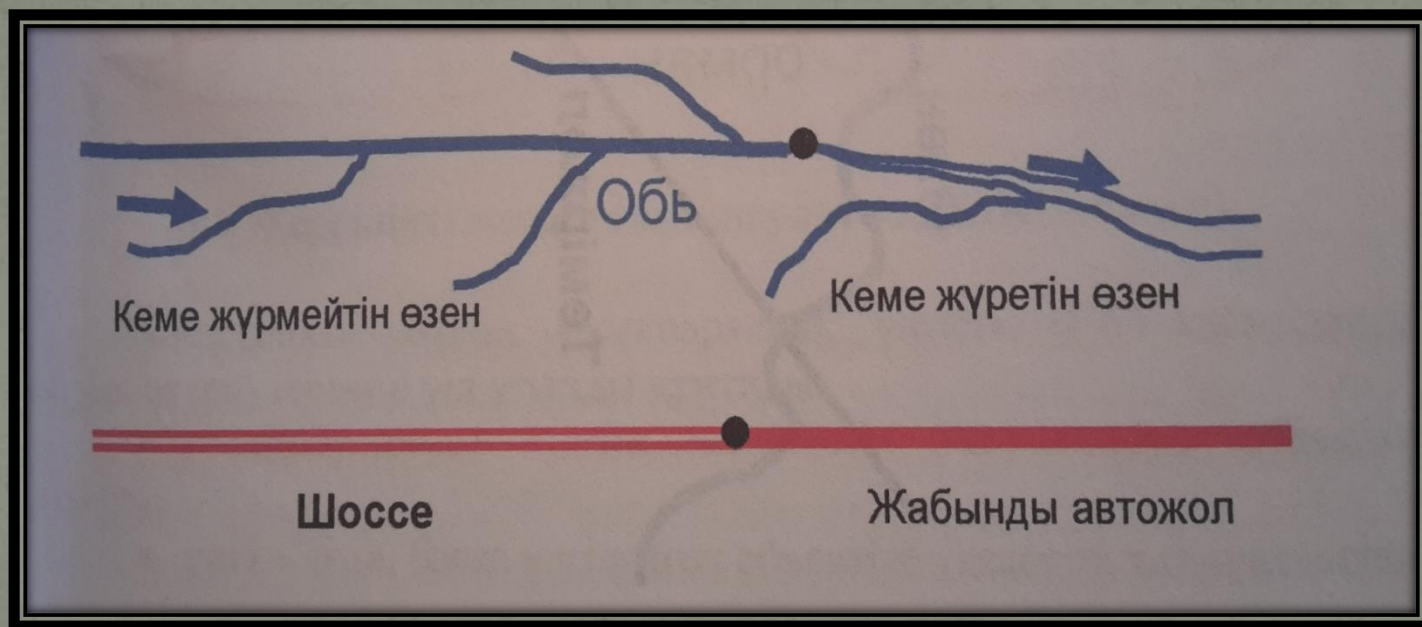 Обь
Кеме жүрмейтін өзен
Кеме жүретін өзен
Шоссе
Жабынды автожол